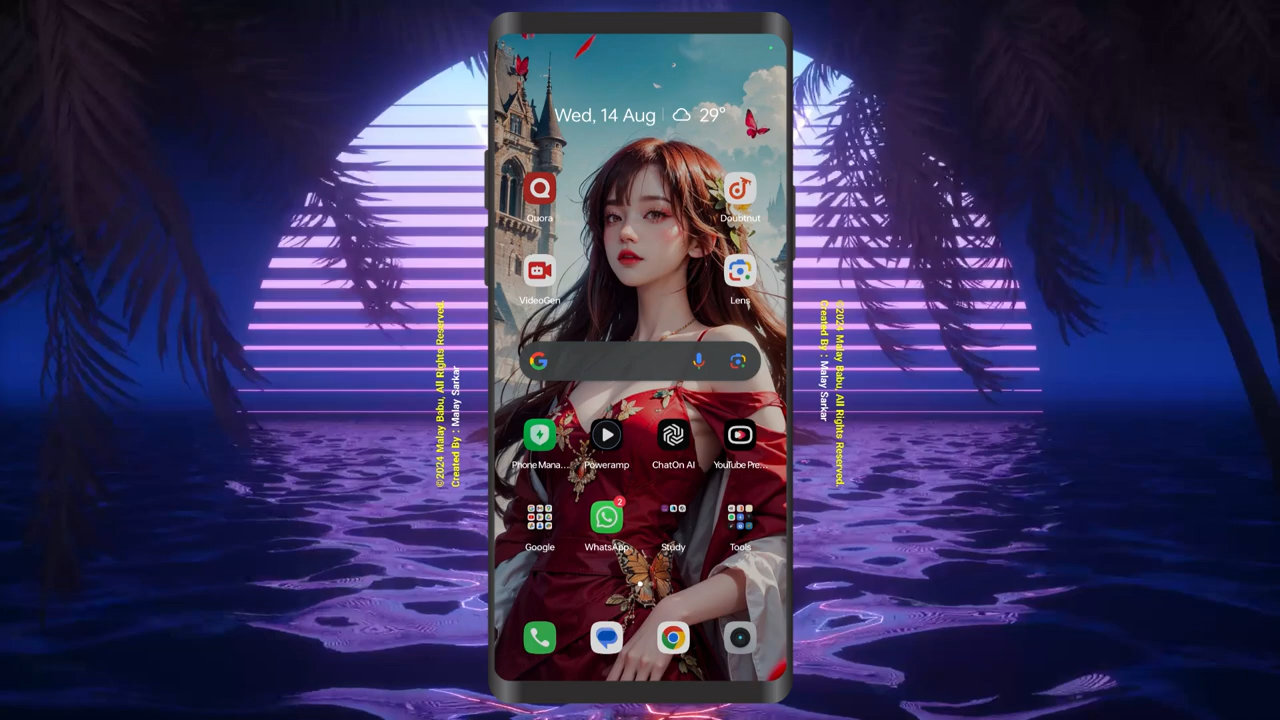 Wed, 14 Aug 29°
Quora Doubtnut
VideoGen Lens
Phone Mana... Poweramp ChatOn AI YouTube Pre...
2
Google WhatsApp Study Tools
©2024 Malay Babu, All Rights Reserved.
Created By : Malay Sarkar
©2024 Malay Babu, All Rights Reserved.
Created By : Malay Sarkar